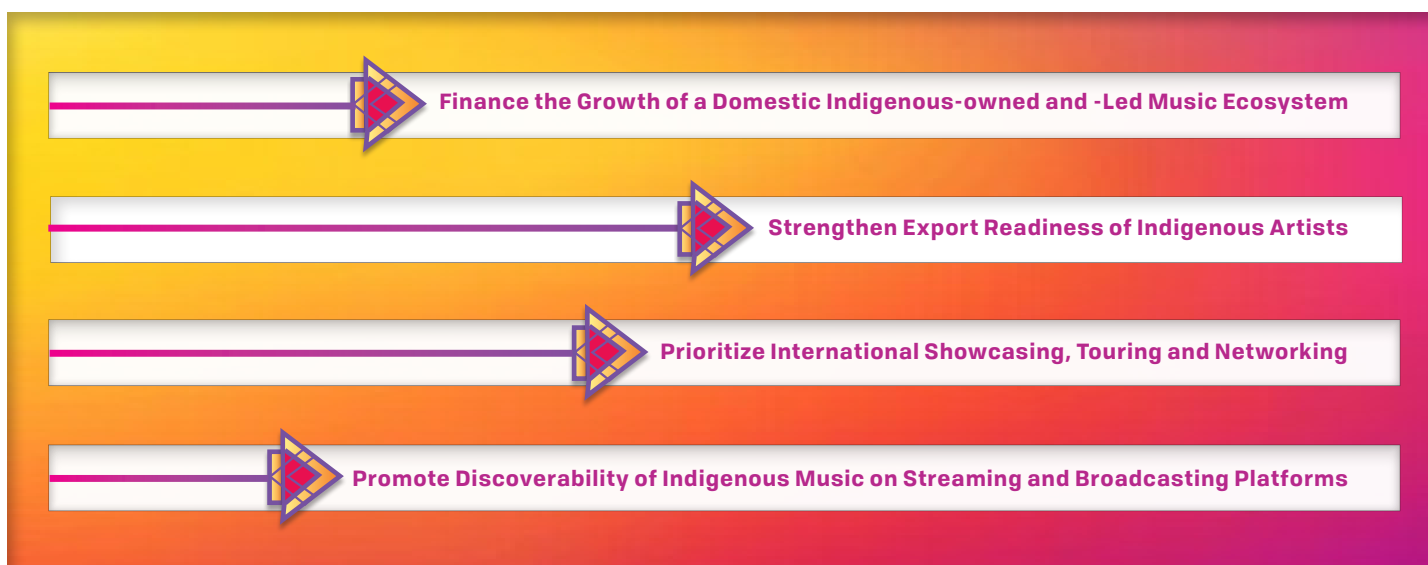 Finance the Growth of a Domestic Indigenous-owned and -Led Music Ecosystem
Strengthen Export Readiness of Indigenous Artists
Prioritize International Showcasing, Touring and Networking
Promote Discoverability of Indigenous Music on Streaming and Broadcasting Platforms